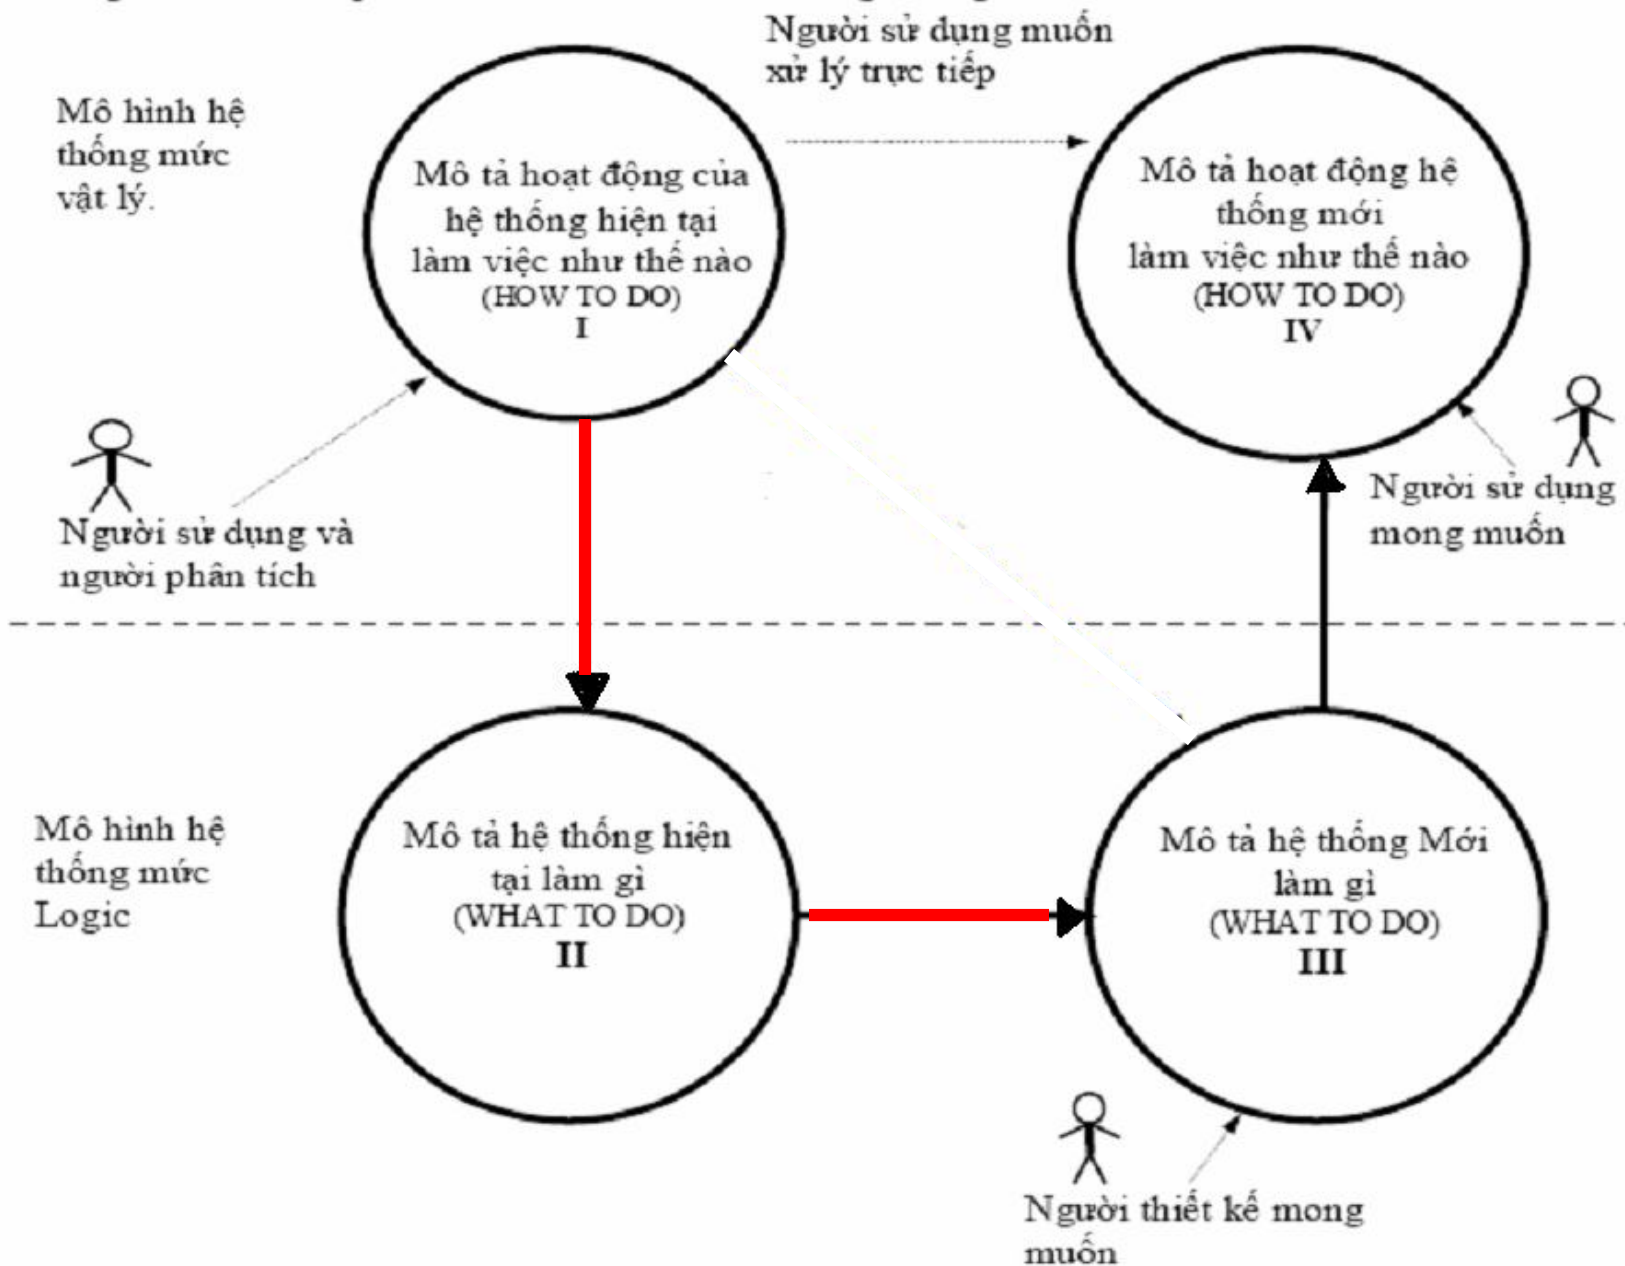 Người sử dụng muốn
xử lý trực tiếp
Mô hình hệ
thống mức
vật lý.
Mô tả hoạt động của
hệ thống hiện tại
làm việc như thế nào
(HOW TO DO)
I
Mô tả hoạt động hệ
thống mới
làm việc như thế nào
(HOW TO DO)
IV
Người sử dụng và
người phân tích
Người sử dụng
mong muốn
Mô hình hệ
thống mức
Logic
Mô tả hệ thống hiện
tại làm gì
(WHAT TO DO)
II
Mô tả hệ thống Mới
làm gì
(WHAT TO DO)
III
Người thiết kế mong
muốn